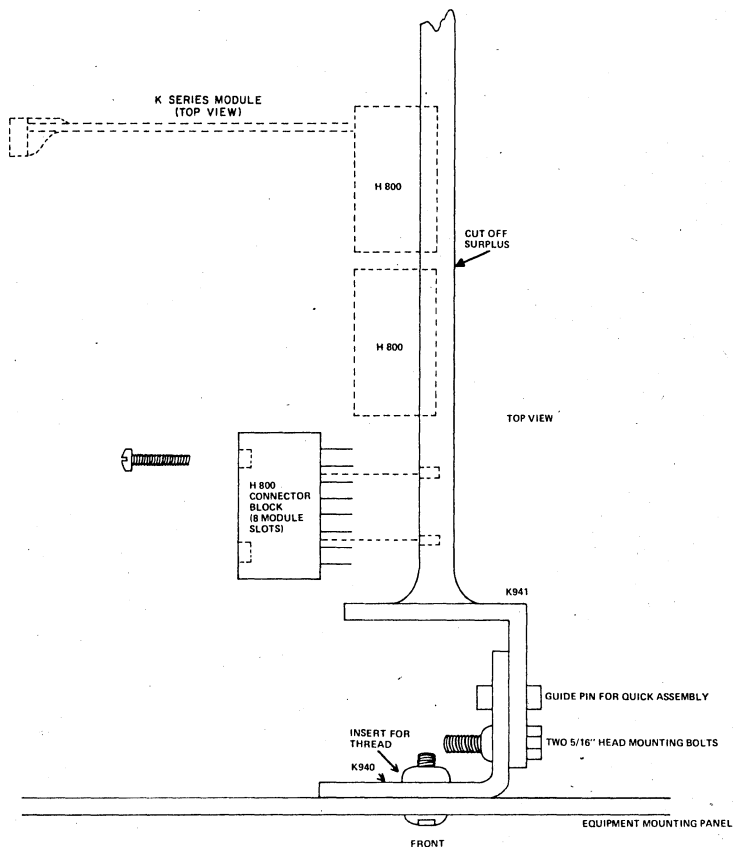 K SERIES MODULE
(TOP VIEW)
H 800
CUT OFF
SURPLUS
H 800
TOP VIEW
H 800
CONNECTOR
BLOCK
(8 MODULE
SLOTS)
K941
GUIDE PIN FOR QUICK ASSEMBLY
INSERT FOR
THREAD
TWO 5/16" HEAD MOUNTING BOLTS
K940
EQUIPMENT MOUNTING PANEL
FRONT